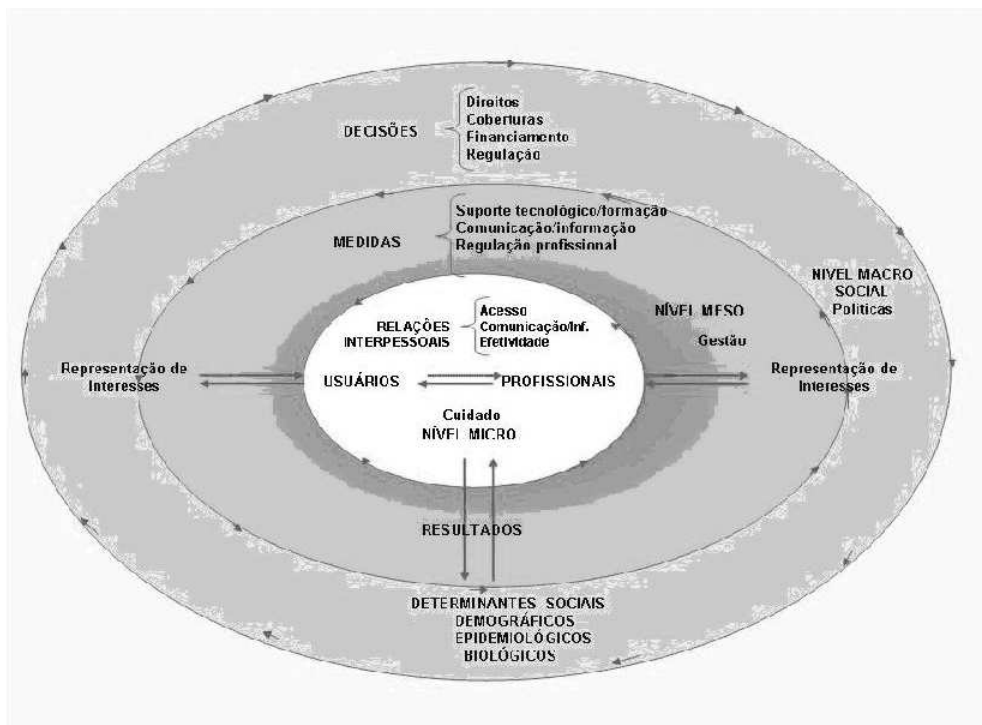 DECISÕES
Direitos
Coberturas
Financiamento
Regulação
MEDIDAS
Suporte tecnológico/formação
Comunicação/informação
Regulação profissional
NIVEL MACRO
SOCIAL
Políticas
NÍVEL MESO
Gestão
RELAÇÕES
INTERPESSOAIS
Acesso
Comunicação/Inf.
Efetividade
Representação de
Interesses
USUÁRIOS
PROFISSIONAIS
Representação de
Interesses
Cuidado
NÍVEL MICRO
RESULTADOS
DETERMINANTES SOCIAIS
DEMOGRÁFICOS
EPIDEMIOLÓGICOS
BIOLÓGICOS